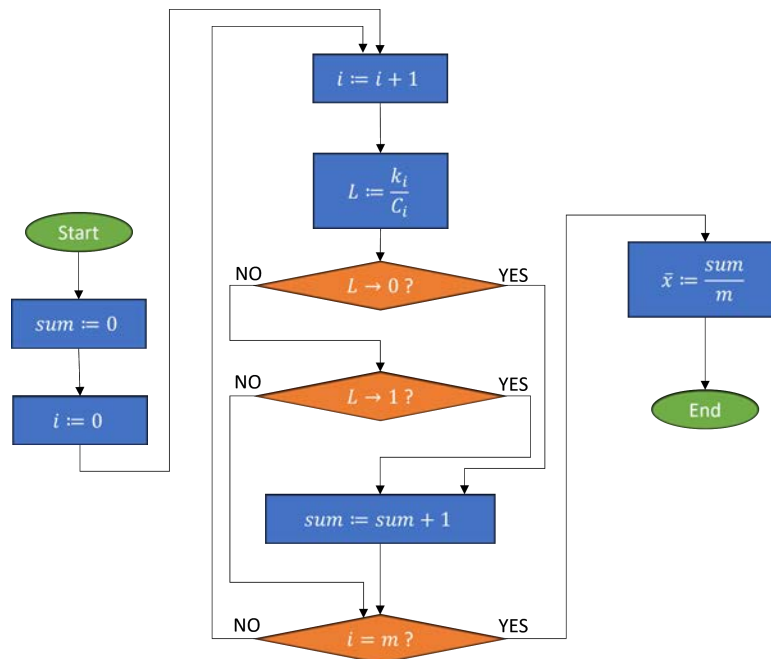 Start
sum ≔ 0
i ≔ 0
i ≔ i + 1
L ≔ k_i / C_i
NO
L → 0 ?
YES
NO
L → 1 ?
YES
sum ≔ sum + 1
NO
i = m ?
YES
x̄ ≔ sum / m
End